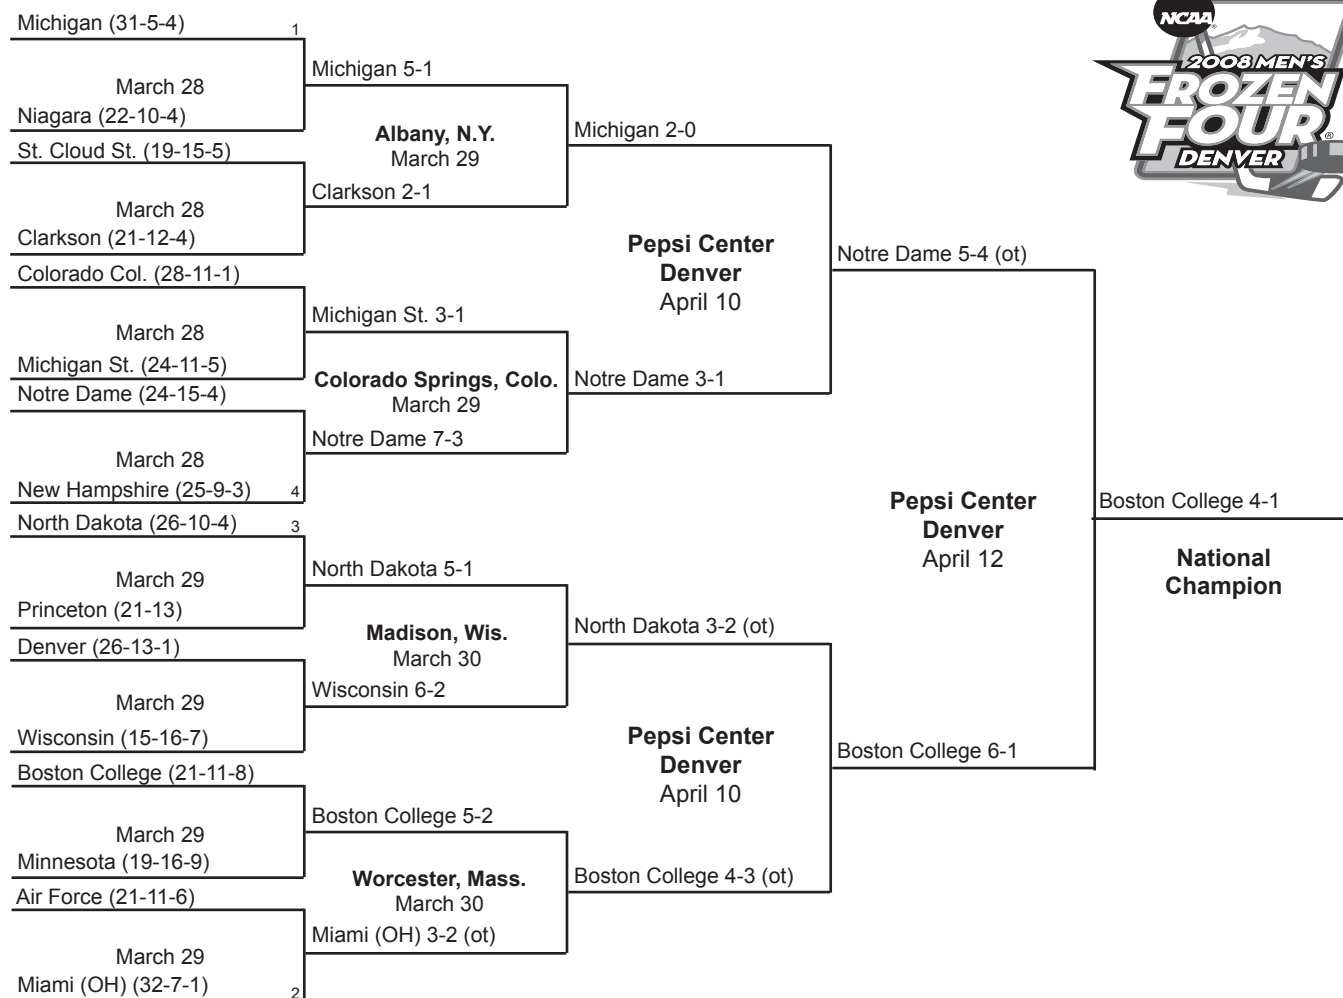 Michigan (31-5-4) 1
March 28
Niagara (22-10-4)
St. Cloud St. (19-15-5)
March 28
Clarkson (21-12-4)
Colorado Col. (28-11-1)
March 28
Michigan St. (24-11-5)
Notre Dame (24-15-4)
March 28
New Hampshire (25-9-3) 4
North Dakota (26-10-4) 3
March 29
Princeton (21-13)
Denver (26-13-1)
March 29
Wisconsin (15-16-7)
Boston College (21-11-8)
March 29
Minnesota (19-16-9)
Air Force (21-11-6)
March 29
Miami (OH) (32-7-1) 2
Michigan 5-1
Albany, N.Y.
March 29
Clarkson 2-1
Michigan St. 3-1
Colorado Springs, Colo.
March 29
Notre Dame 7-3
North Dakota 5-1
Madison, Wis.
March 30
Wisconsin 6-2
Boston College 5-2
Worcester, Mass.
March 30
Miami (OH) 3-2 (ot)
Michigan 2-0
Pepsi Center
Denver
April 10
Notre Dame 3-1
North Dakota 3-2 (ot)
Pepsi Center
Denver
April 10
Boston College 4-3 (ot)
Notre Dame 5-4 (ot)
Pepsi Center
Denver
April 12
Boston College 6-1
Boston College 4-1
National
Champion
NCAA
2008 MEN'S
FROZEN
FOUR®
DENVER